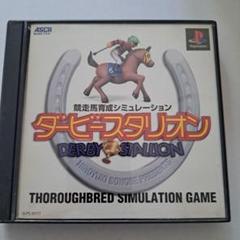 ASCII
PlayStation
競走馬育成シミュレーション
ダービースタリオン
DERBY STALLION
THOROUGHBRED SIMULATION GAME